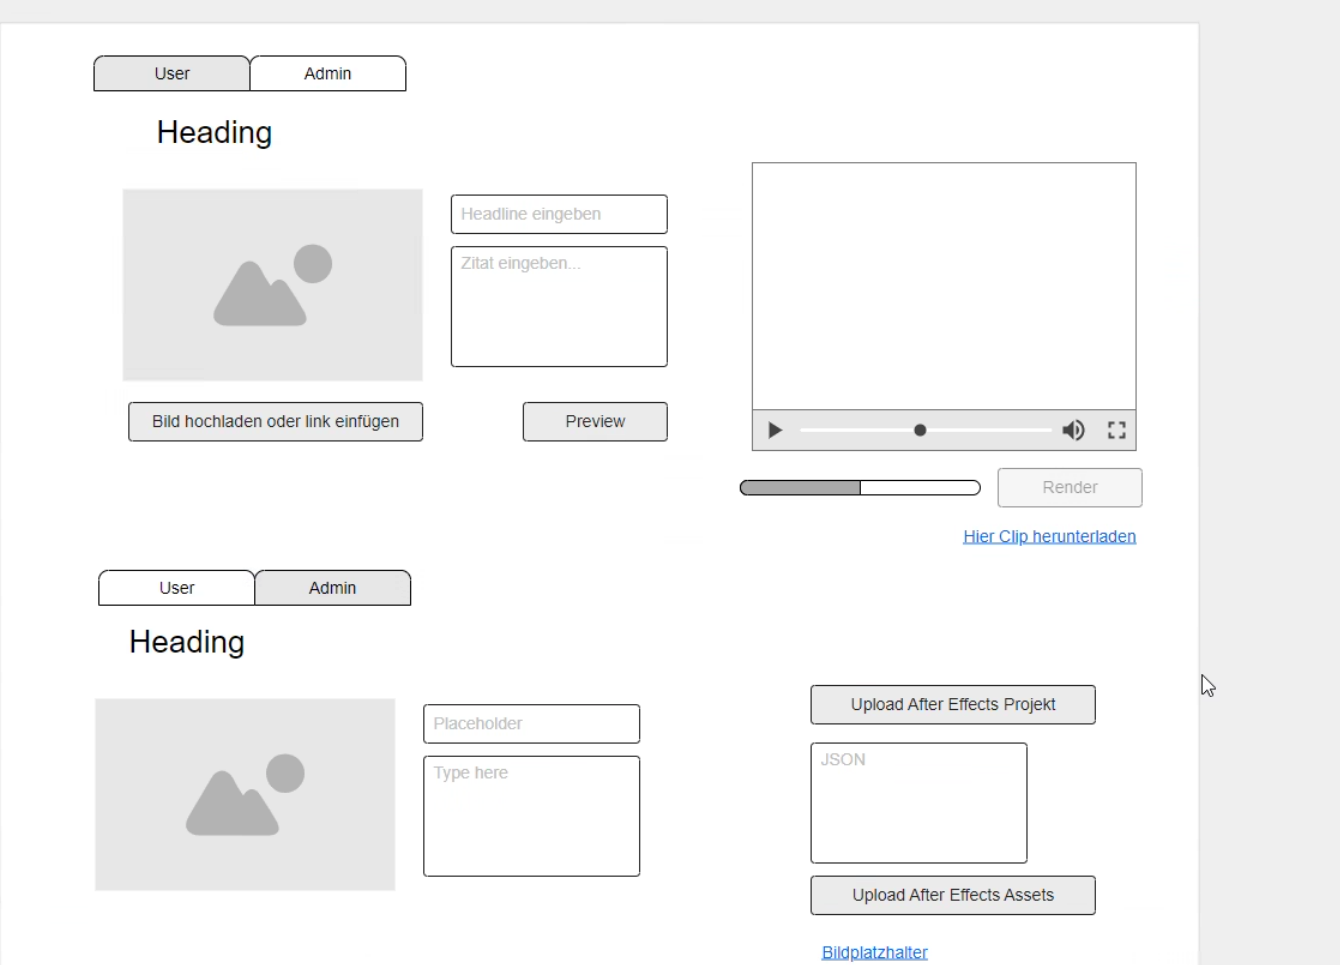 User
Admin
Heading
Headline eingeben
Zitat eingeben...
Bild hochladen oder link einfügen
Preview
Render
Hier Clip herunterladen
User
Admin
Heading
Placeholder
Type here
Upload After Effects Projekt
JSON
Upload After Effects Assets
Bildplatzhalter